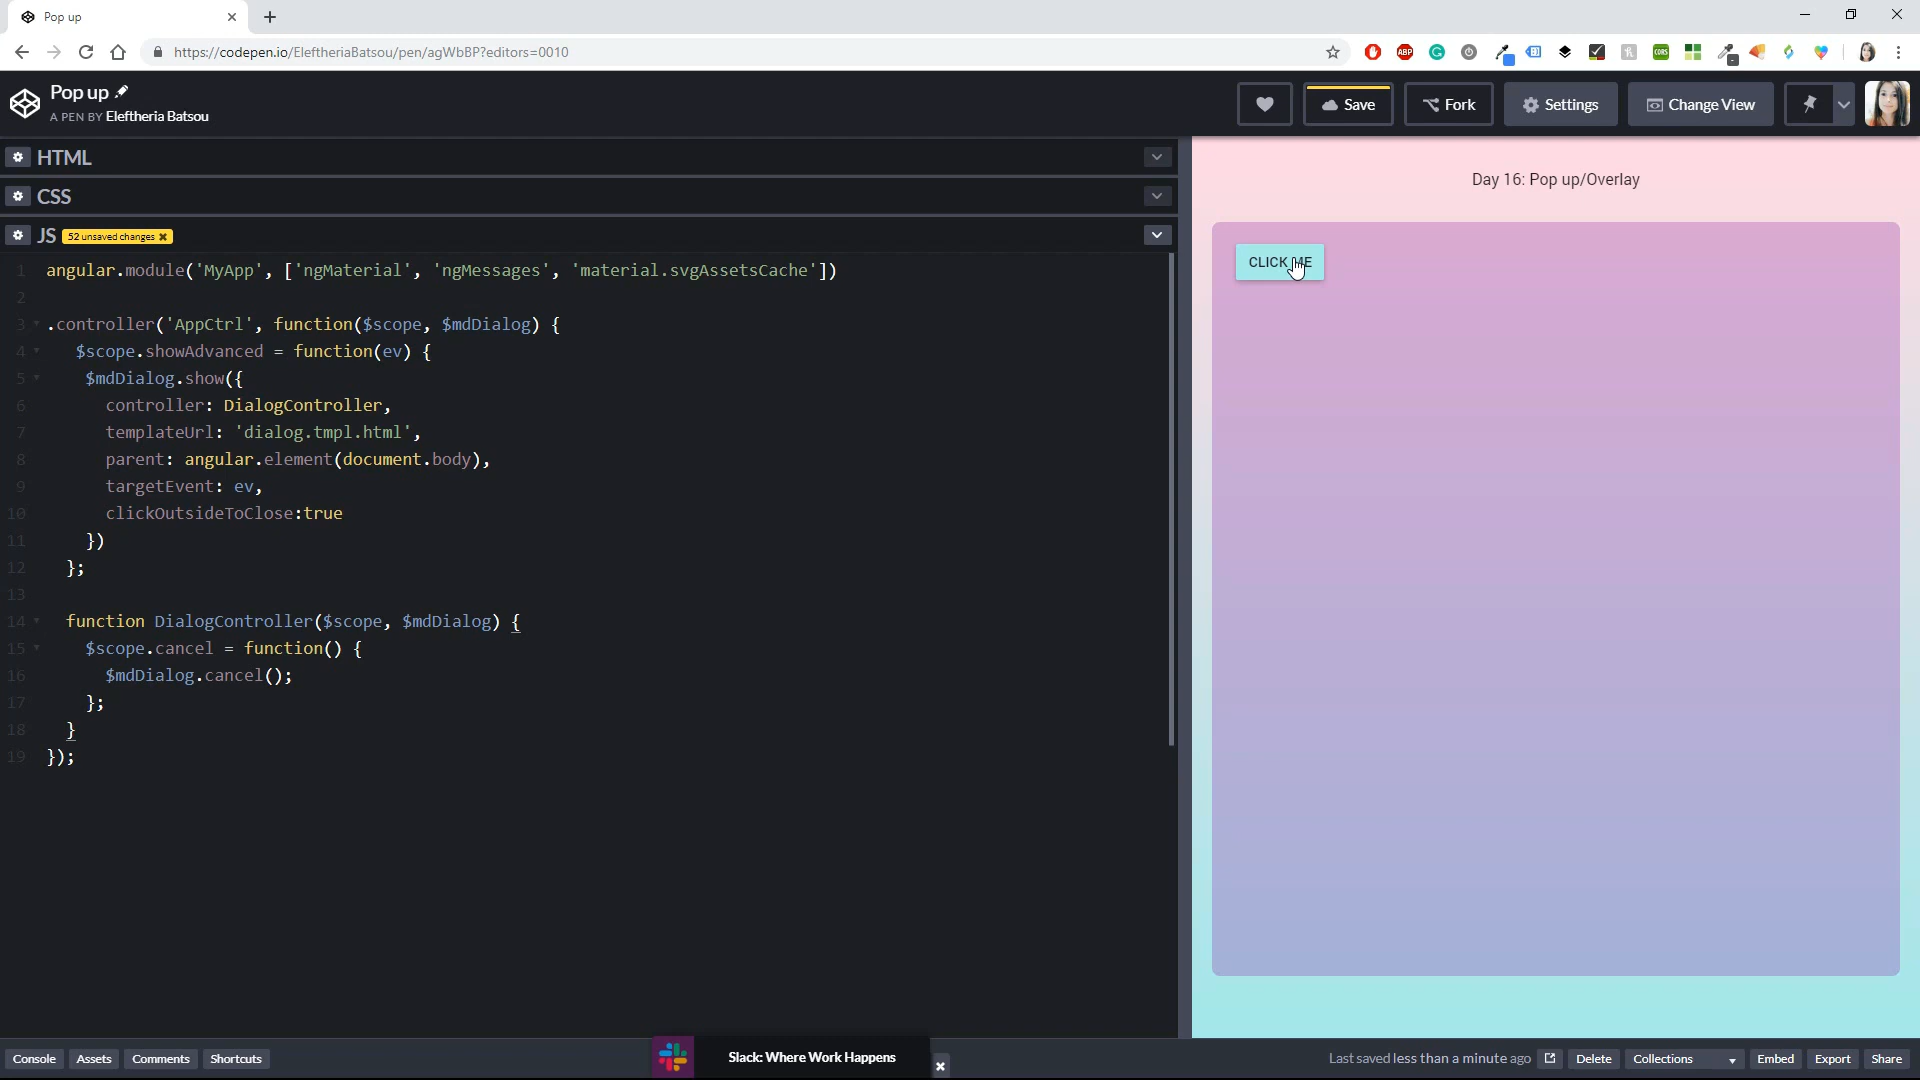 Pop up
https://codepen.io/EleftheriaBatsou/pen/agWbBP?editors=0010
ABP
CORS
Pop up
A PEN BY Eleftheria Batsou
Save
Fork
Settings
Change View
HTML
CSS
JS 52 unsaved changes
1 angular.module('MyApp', ['ngMaterial', 'ngMessages', 'material.svgAssetsCache'])
2
3 .controller('AppCtrl', function($scope, $mdDialog) {
4 $scope.showAdvanced = function(ev) {
5 $mdDialog.show({
6 controller: DialogController,
7 templateUrl: 'dialog.tmpl.html',
8 parent: angular.element(document.body),
9 targetEvent: ev,
10 clickOutsideToClose:true
11 })
12 };
13
14 function DialogController($scope, $mdDialog) {
15 $scope.cancel = function() {
16 $mdDialog.cancel();
17 };
18 }
19 });
Day 16: Pop up/Overlay
CLICK ME
Console
Assets
Comments
Shortcuts
Slack: Where Work Happens
Last saved less than a minute ago
Delete
Collections
Embed
Export
Share